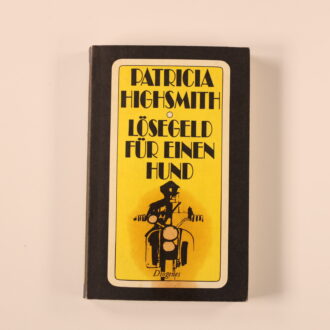 PATRICIA
HIGHSMITH
LÖSEGELD
FÜR EINEN
HUND
Diogenes